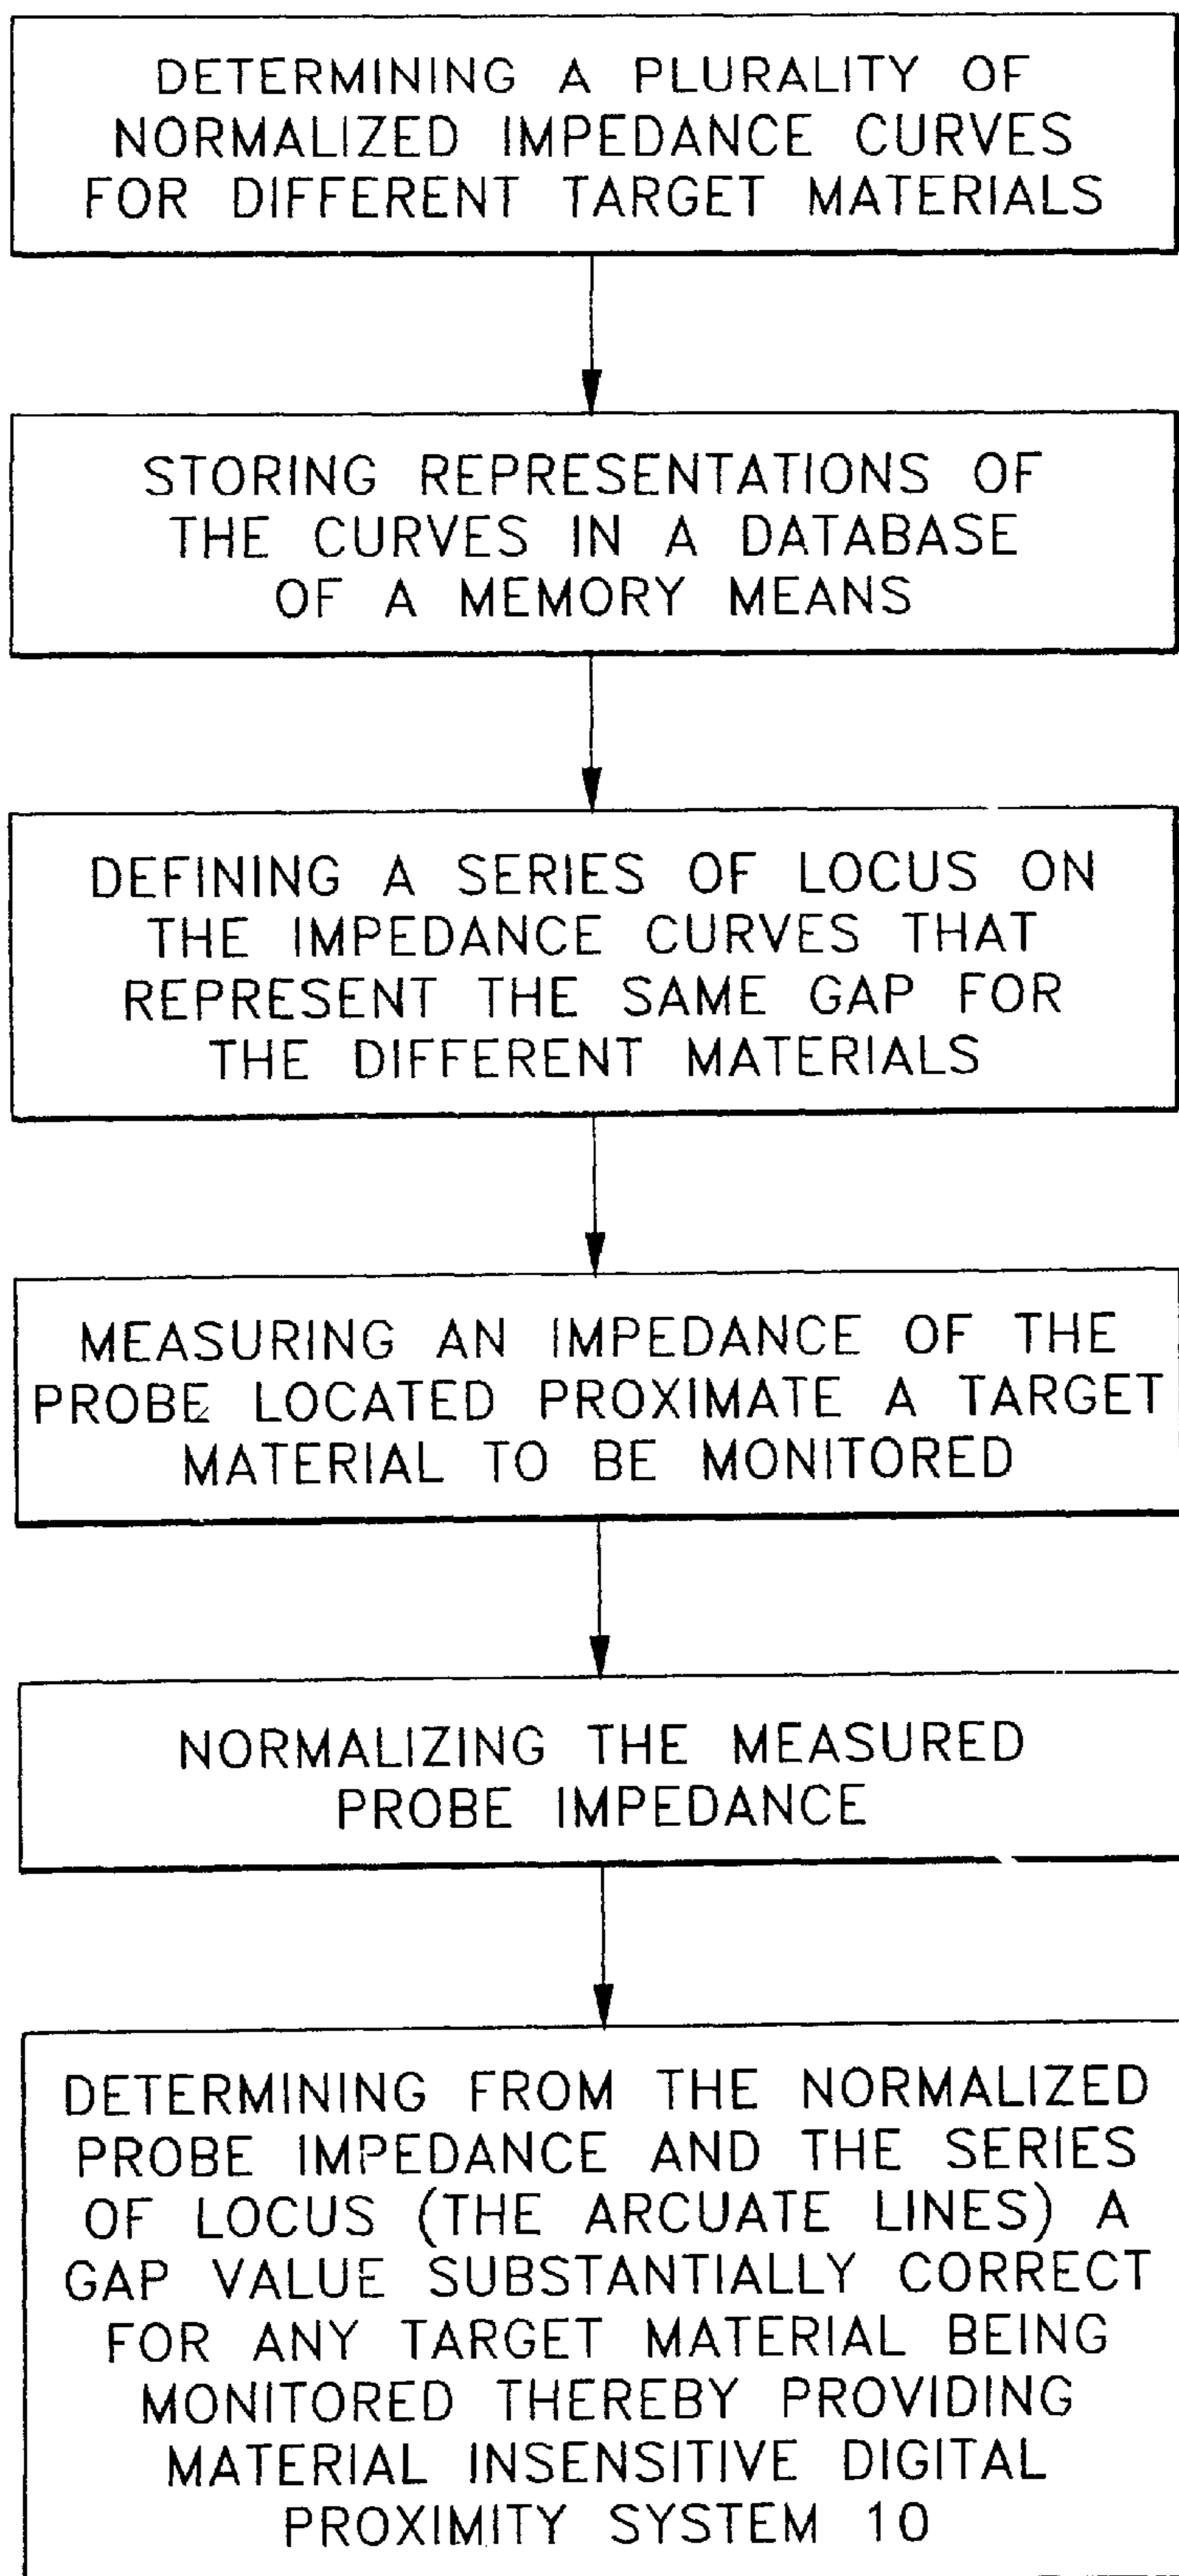 DETERMINING A PLURALITY OF
NORMALIZED IMPEDANCE CURVES
FOR DIFFERENT TARGET MATERIALS
STORING REPRESENTATIONS OF
THE CURVES IN A DATABASE
OF A MEMORY MEANS
DEFINING A SERIES OF LOCUS ON
THE IMPEDANCE CURVES THAT
REPRESENT THE SAME GAP FOR
THE DIFFERENT MATERIALS
MEASURING AN IMPEDANCE OF THE
PROBE LOCATED PROXIMATE A TARGET
MATERIAL TO BE MONITORED
NORMALIZING THE MEASURED
PROBE IMPEDANCE
DETERMINING FROM THE NORMALIZED
PROBE IMPEDANCE AND THE SERIES
OF LOCUS (THE ARCUATE LINES) A
GAP VALUE SUBSTANTIALLY CORRECT
FOR ANY TARGET MATERIAL BEING
MONITORED THEREBY PROVIDING
MATERIAL INSENSITIVE DIGITAL
PROXIMITY SYSTEM 10